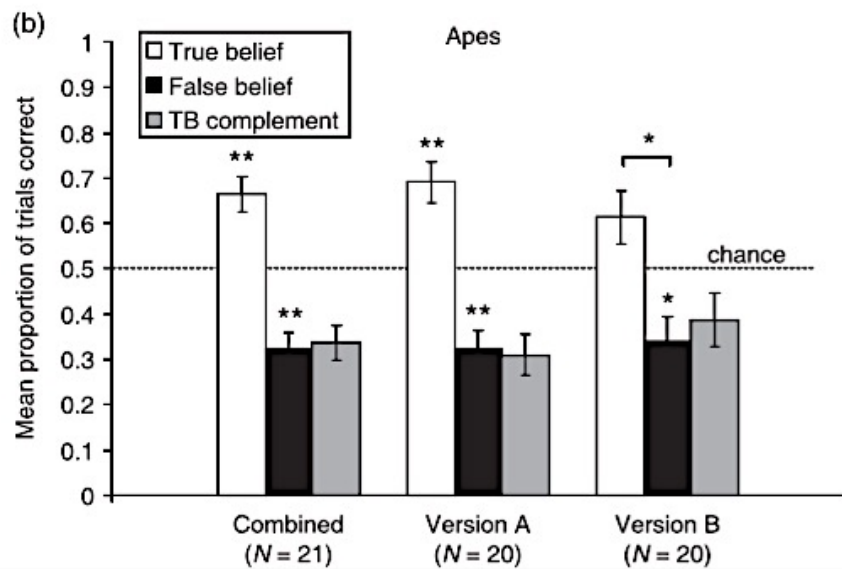 (b)
Apes
True belief
False belief
TB complement
Mean proportion of trials correct
1
0.9
0.8
0.7
0.6
0.5
0.4
0.3
0.2
0.1
0
**
**
**
**
*
*
chance
Combined
(N = 21)
Version A
(N = 20)
Version B
(N = 20)